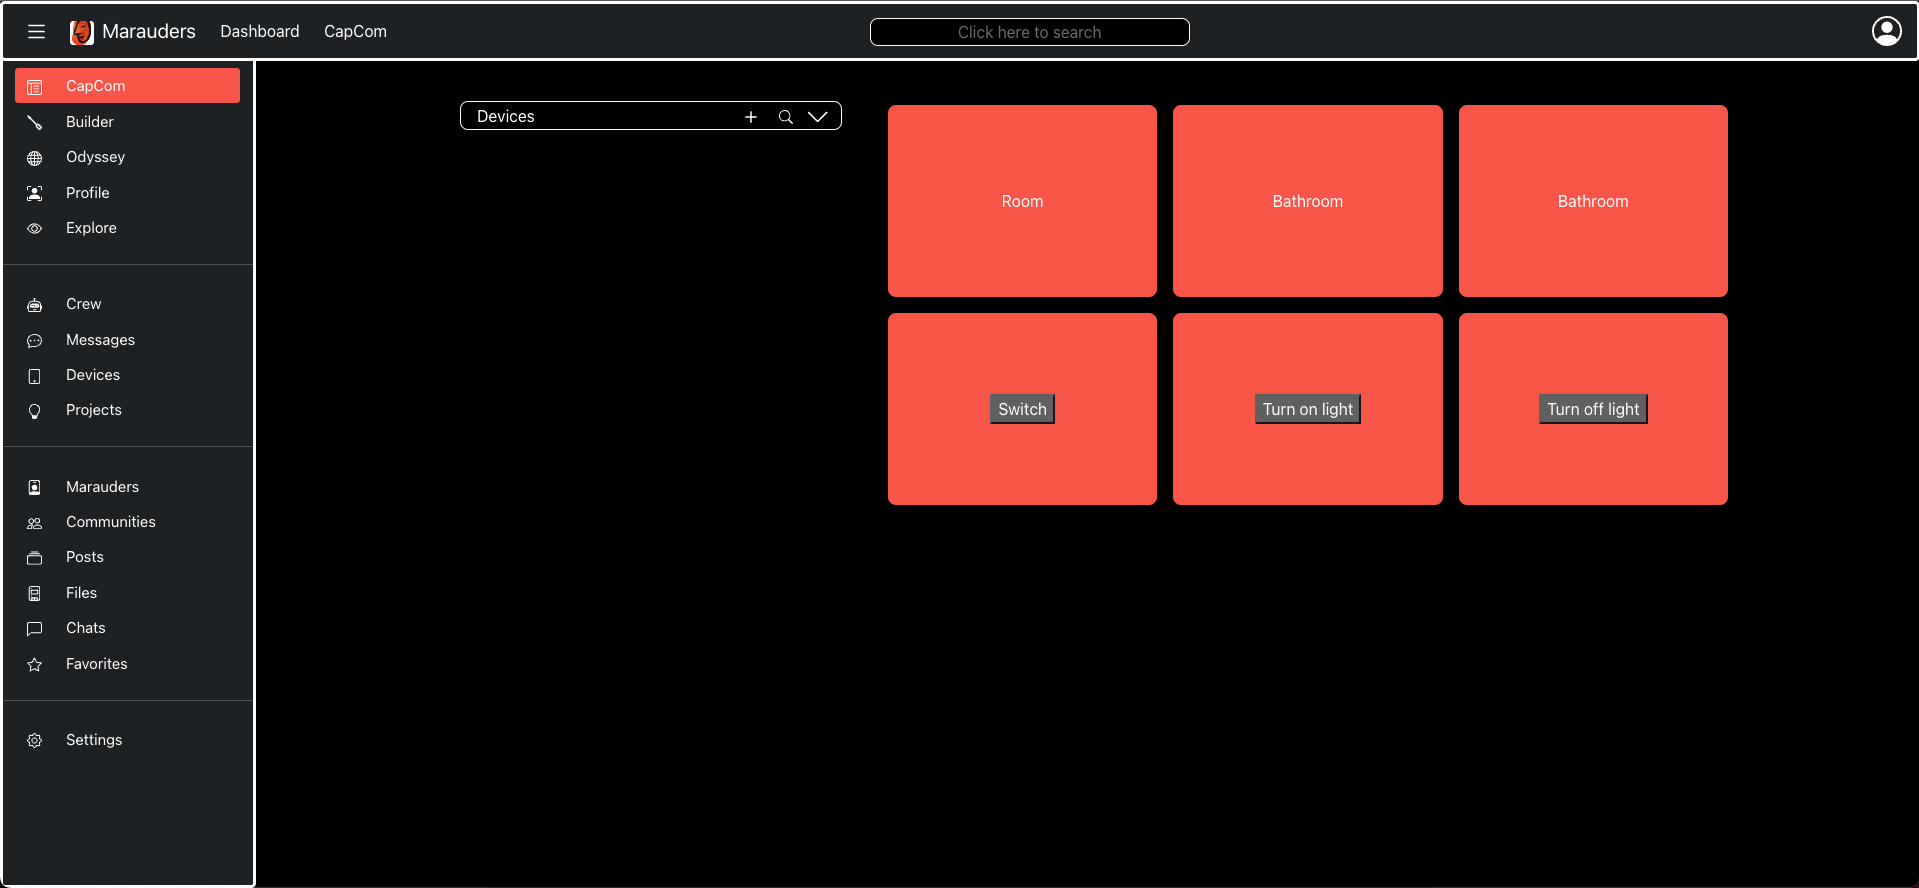 Marauders Dashboard CapCom Click here to search
CapCom
Builder
Odyssey
Profile
Explore
Crew
Messages
Devices
Projects
Marauders
Communities
Posts
Files
Chats
Favorites
Settings
Devices
Room Bathroom Bathroom
Switch Turn on light Turn off light